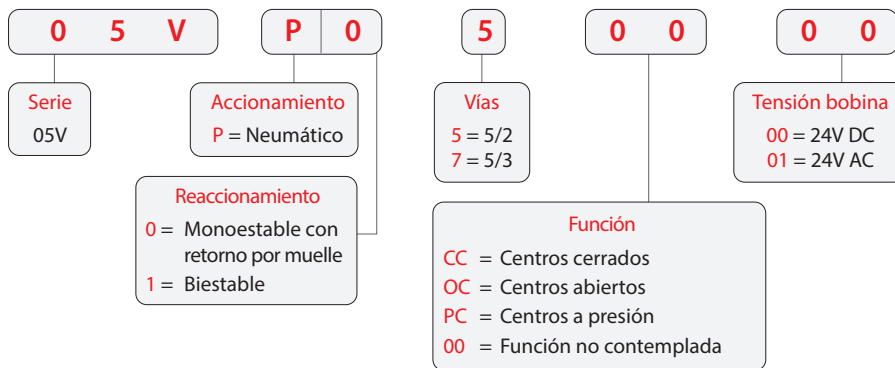 0 5 V P 0 5 0 0 0 0
Serie
05V
Accionamiento
P = Neumático
Vías
5 = 5/2
7 = 5/3
Tensión bobina
00 = 24V DC
01 = 24V AC
Reaccionamiento
0 = Monoestable con
retorno por muelle
1 = Biestable
Función
CC = Centros cerrados
OC = Centros abiertos
PC = Centros a presión
00 = Función no contemplada